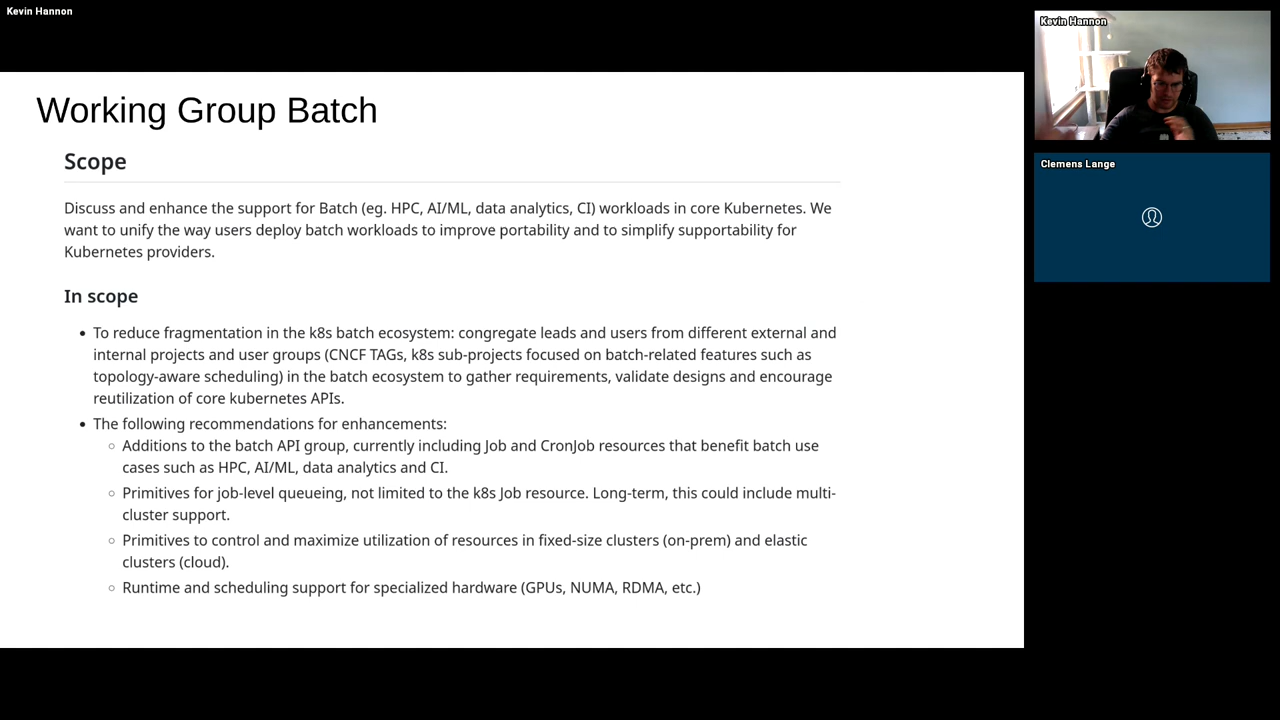 Kevin Hannon
Kevin Hannon
Clemens Lange
Working Group Batch
Scope
Discuss and enhance the support for Batch (eg. HPC, AI/ML, data analytics, CI) workloads in core Kubernetes. We
want to unify the way users deploy batch workloads to improve portability and to simplify supportability for
Kubernetes providers.
In scope
• To reduce fragmentation in the k8s batch ecosystem: congregate leads and users from different external and
internal projects and user groups (CNCF TAGs, k8s sub-projects focused on batch-related features such as
topology-aware scheduling) in the batch ecosystem to gather requirements, validate designs and encourage
reutilization of core kubernetes APIs.
• The following recommendations for enhancements:
◦ Additions to the batch API group, currently including Job and CronJob resources that benefit batch use
cases such as HPC, AI/ML, data analytics and CI.
◦ Primitives for job-level queueing, not limited to the k8s Job resource. Long-term, this could include multi-
cluster support.
◦ Primitives to control and maximize utilization of resources in fixed-size clusters (on-prem) and elastic
clusters (cloud).
◦ Runtime and scheduling support for specialized hardware (GPUs, NUMA, RDMA, etc.)